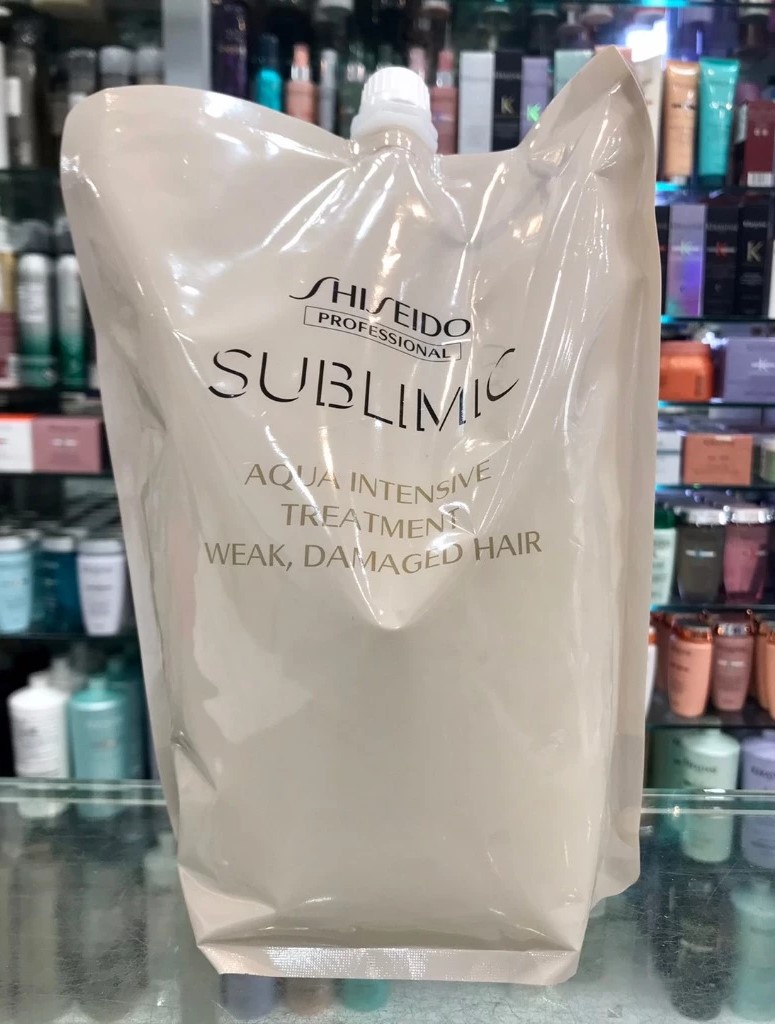 SHISEIDO
PROFESSIONAL
SUBLIMIC
AQUA INTENSIVE
TREATMENT
WEAK, DAMAGED HAIR